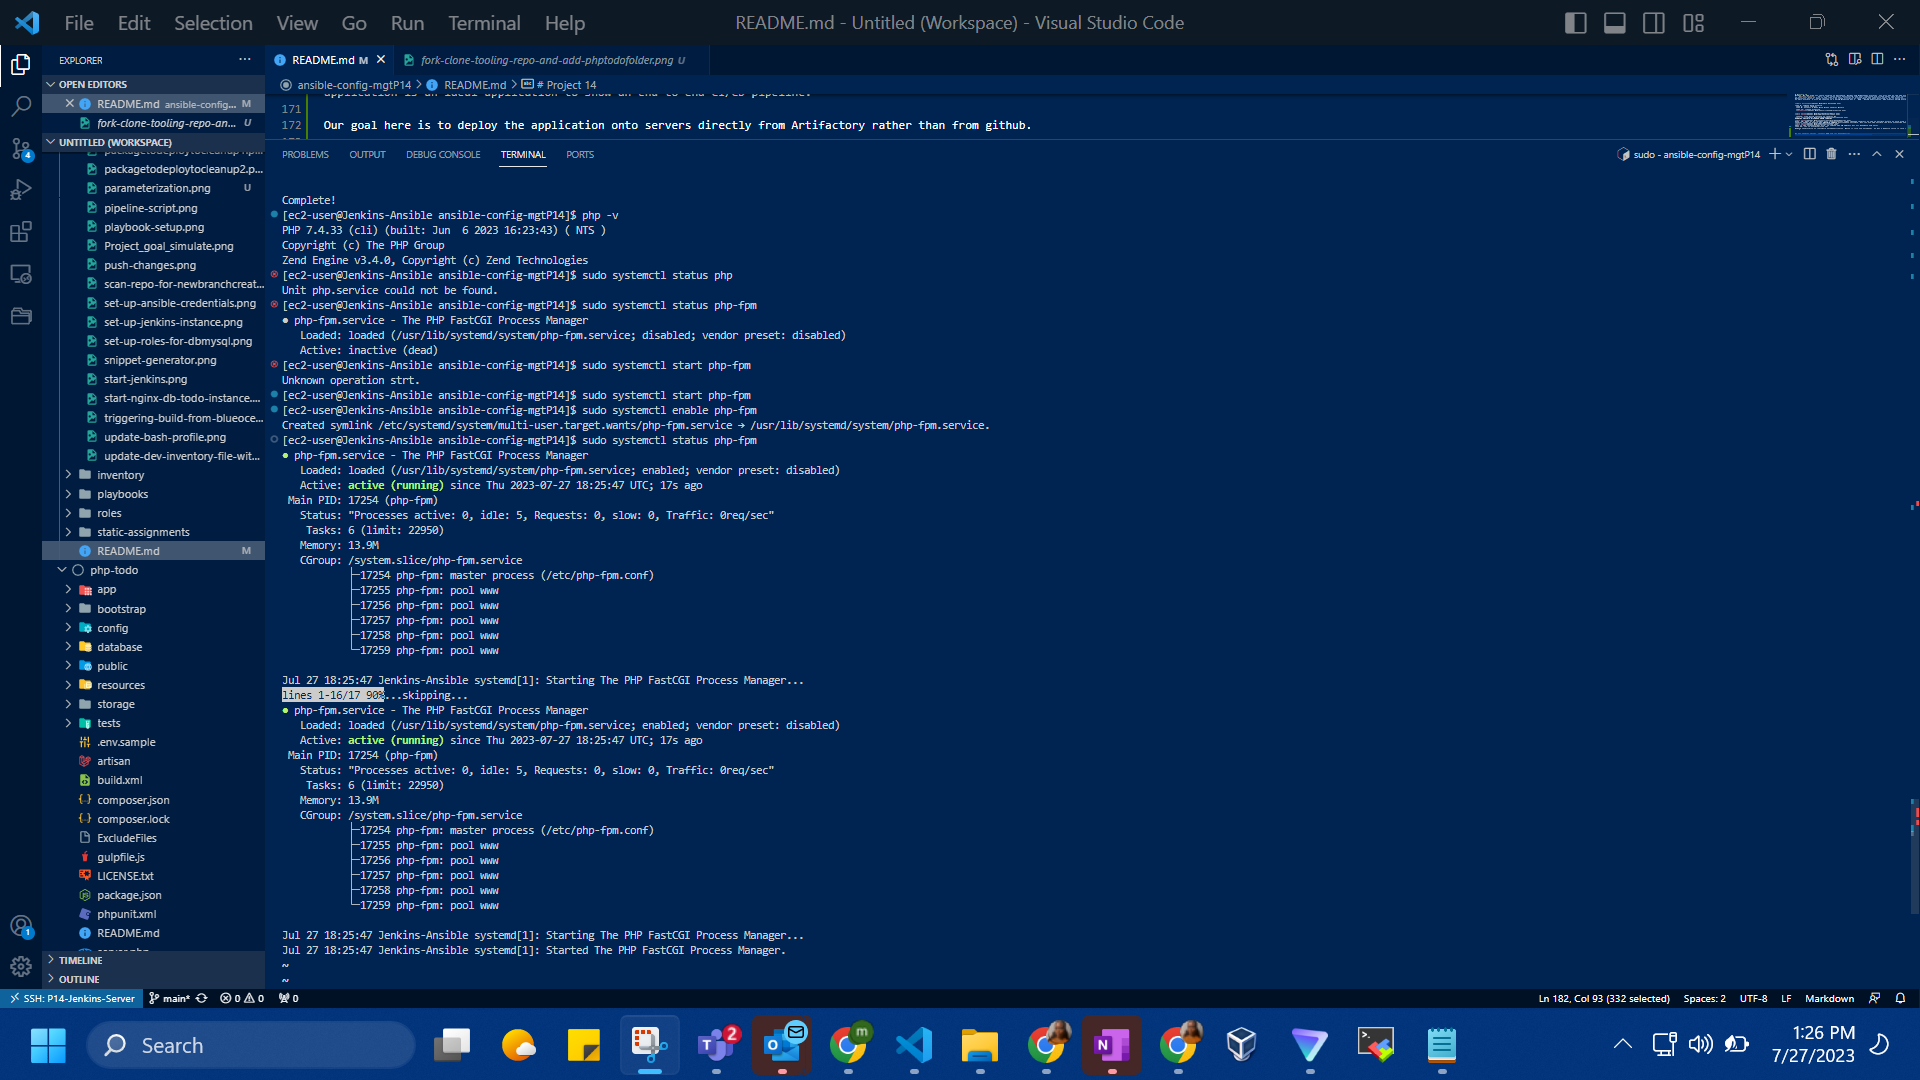 File Edit Selection View Go Run Terminal Help
README.md - Untitled (Workspace) - Visual Studio Code
EXPLORER
OPEN EDITORS
README.md ansible-config... M
fork-clone-tooling-repo-an... U
UNTITLED (WORKSPACE)
packagetodeploytocleanup2.p...
parameterization.png U
pipeline-script.png
playbook-setup.png
Project_goal_simulate.png
push-changes.png
scan-repo-for-newbranchcreat...
set-up-ansible-credentials.png
set-up-jenkins-instance.png
set-up-roles-for-dbmysql.png
snippet-generator.png
start-jenkins.png
start-nginx-db-todo-instance....
triggering-build-from-blueoce...
update-bash-profile.png
update-dev-inventory-file-wit...
inventory
playbooks
roles
static-assignments
README.md M
php-todo
app
bootstrap
config
database
public
resources
storage
tests
.env.sample
artisan
build.xml
composer.json
composer.lock
ExcludeFiles
gulpfile.js
LICENSE.txt
package.json
phpunit.xml
README.md
TIMELINE
OUTLINE
README.md M
fork-clone-tooling-repo-and-add-phptodofolder.png U
ansible-config-mgtP14 > README.md > # Project 14
application is an ideal application to show an end-to-end CI/CD pipeline.
171
172 Our goal here is to deploy the application onto servers directly from Artifactory rather than from github.
PROBLEMS OUTPUT DEBUG CONSOLE TERMINAL PORTS
sudo - ansible-config-mgtP14
Complete!
[ec2-user@Jenkins-Ansible ansible-config-mgtP14]$ php -v
PHP 7.4.33 (cli) (built: Jun  6 2023 16:23:43) ( NTS )
Copyright (c) The PHP Group
Zend Engine v3.4.0, Copyright (c) Zend Technologies
[ec2-user@Jenkins-Ansible ansible-config-mgtP14]$ sudo systemctl status php
Unit php.service could not be found.
[ec2-user@Jenkins-Ansible ansible-config-mgtP14]$ sudo systemctl status php-fpm
● php-fpm.service - The PHP FastCGI Process Manager
Loaded: loaded (/usr/lib/systemd/system/php-fpm.service; disabled; vendor preset: disabled)
Active: inactive (dead)
[ec2-user@Jenkins-Ansible ansible-config-mgtP14]$ sudo systemctl start php-fpm
Unknown operation strt.
[ec2-user@Jenkins-Ansible ansible-config-mgtP14]$ sudo systemctl start php-fpm
[ec2-user@Jenkins-Ansible ansible-config-mgtP14]$ sudo systemctl enable php-fpm
Created symlink /etc/systemd/system/multi-user.target.wants/php-fpm.service → /usr/lib/systemd/system/php-fpm.service.
[ec2-user@Jenkins-Ansible ansible-config-mgtP14]$ sudo systemctl status php-fpm
● php-fpm.service - The PHP FastCGI Process Manager
Loaded: loaded (/usr/lib/systemd/system/php-fpm.service; enabled; vendor preset: disabled)
Active: active (running) since Thu 2023-07-27 18:25:47 UTC; 17s ago
Main PID: 17254 (php-fpm)
Status: "Processes active: 0, idle: 5, Requests: 0, slow: 0, Traffic: 0req/sec"
Tasks: 6 (limit: 22950)
Memory: 13.9M
CGroup: /system.slice/php-fpm.service
├─17254 php-fpm: master process (/etc/php-fpm.conf)
├─17255 php-fpm: pool www
├─17256 php-fpm: pool www
├─17257 php-fpm: pool www
├─17258 php-fpm: pool www
└─17259 php-fpm: pool www
Jul 27 18:25:47 Jenkins-Ansible systemd[1]: Starting The PHP FastCGI Process Manager...
lines 1-16/17 90%...skipping...
● php-fpm.service - The PHP FastCGI Process Manager
Loaded: loaded (/usr/lib/systemd/system/php-fpm.service; enabled; vendor preset: disabled)
Active: active (running) since Thu 2023-07-27 18:25:47 UTC; 17s ago
Main PID: 17254 (php-fpm)
Status: "Processes active: 0, idle: 5, Requests: 0, slow: 0, Traffic: 0req/sec"
Tasks: 6 (limit: 22950)
Memory: 13.9M
CGroup: /system.slice/php-fpm.service
├─17254 php-fpm: master process (/etc/php-fpm.conf)
├─17255 php-fpm: pool www
├─17256 php-fpm: pool www
├─17257 php-fpm: pool www
├─17258 php-fpm: pool www
└─17259 php-fpm: pool www
Jul 27 18:25:47 Jenkins-Ansible systemd[1]: Starting The PHP FastCGI Process Manager...
Jul 27 18:25:47 Jenkins-Ansible systemd[1]: Started The PHP FastCGI Process Manager.
~
~
SSH: P14-Jenkins-Server main* 0 0 0
Ln 182, Col 93 (332 selected) Spaces: 2 UTF-8 LF Markdown
Search
1:26 PM
7/27/2023